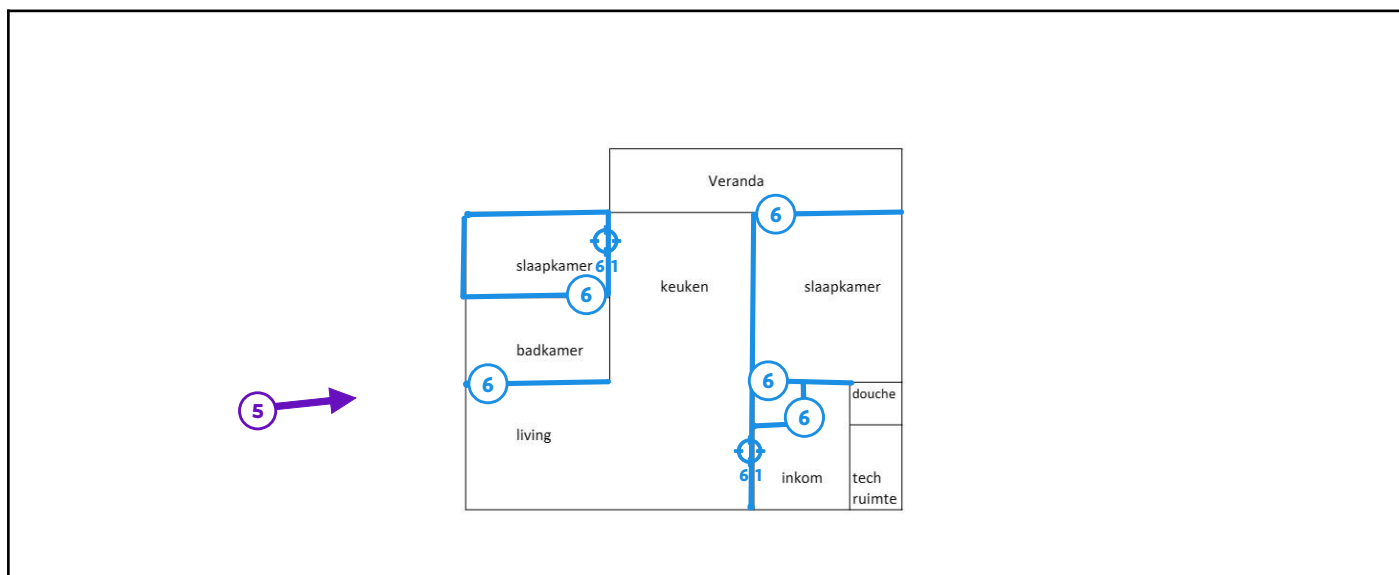 Veranda
6
slaapkamer
6 1
keuken
slaapkamer
6
badkamer
6
6
douche
5
6
living
6 1
inkom
tech
ruimte